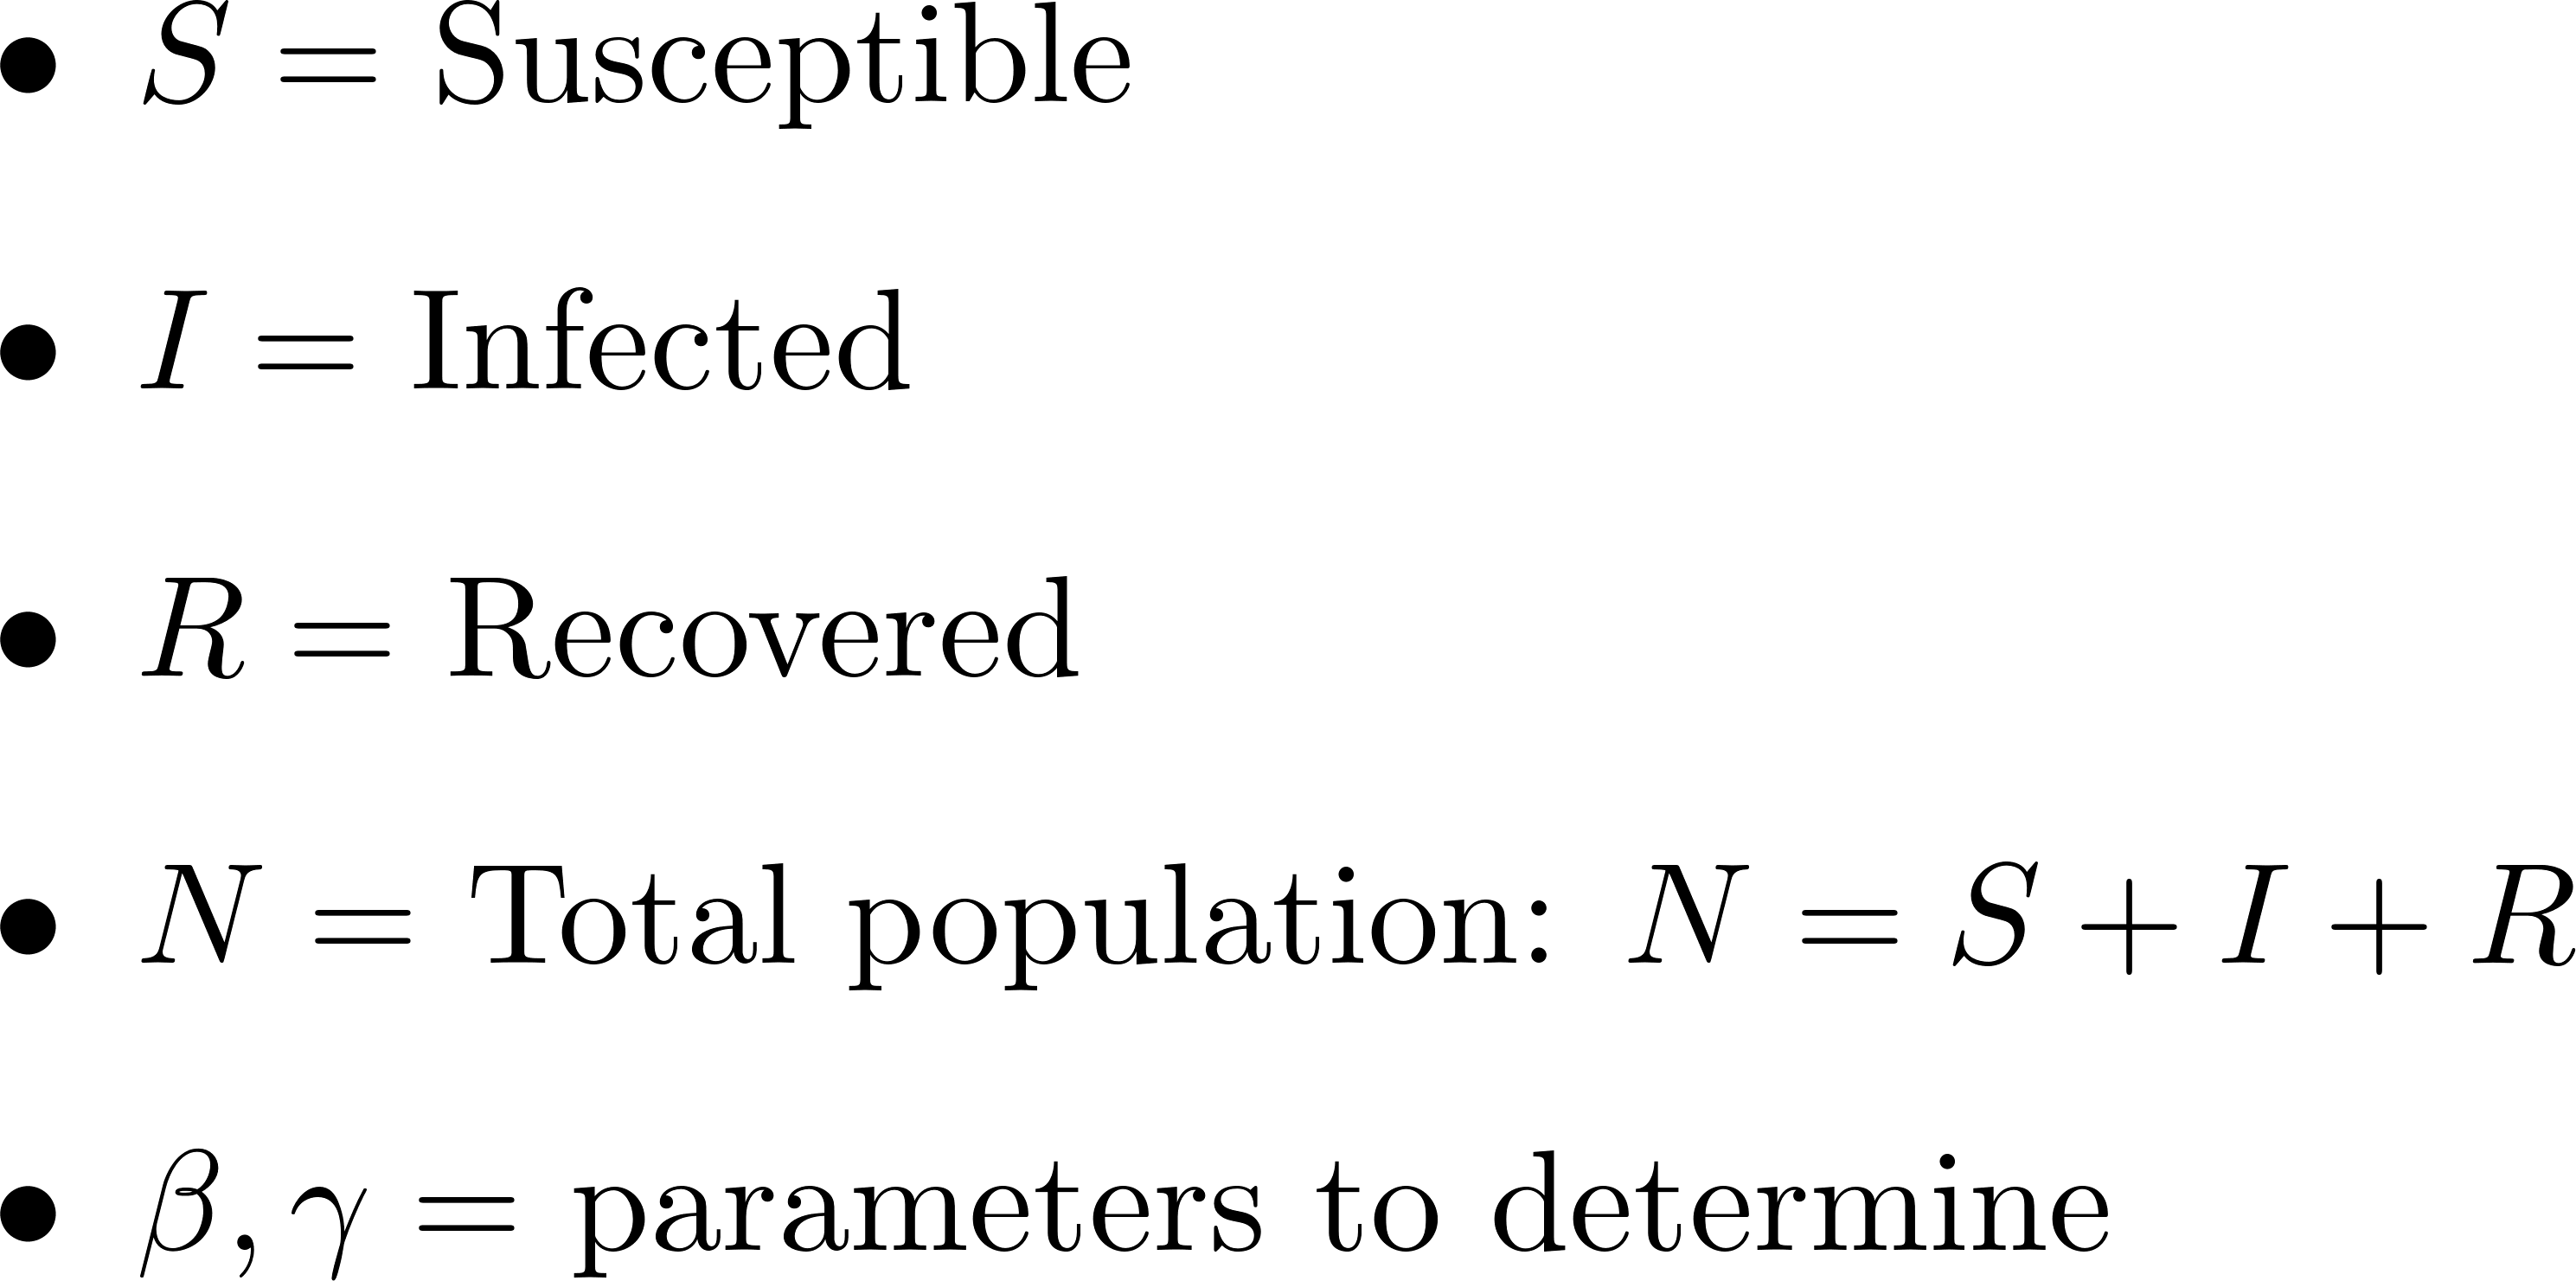 • S = Susceptible
• I = Infected
• R = Recovered
• N = Total population: N = S + I + R
• β, γ = parameters to determine